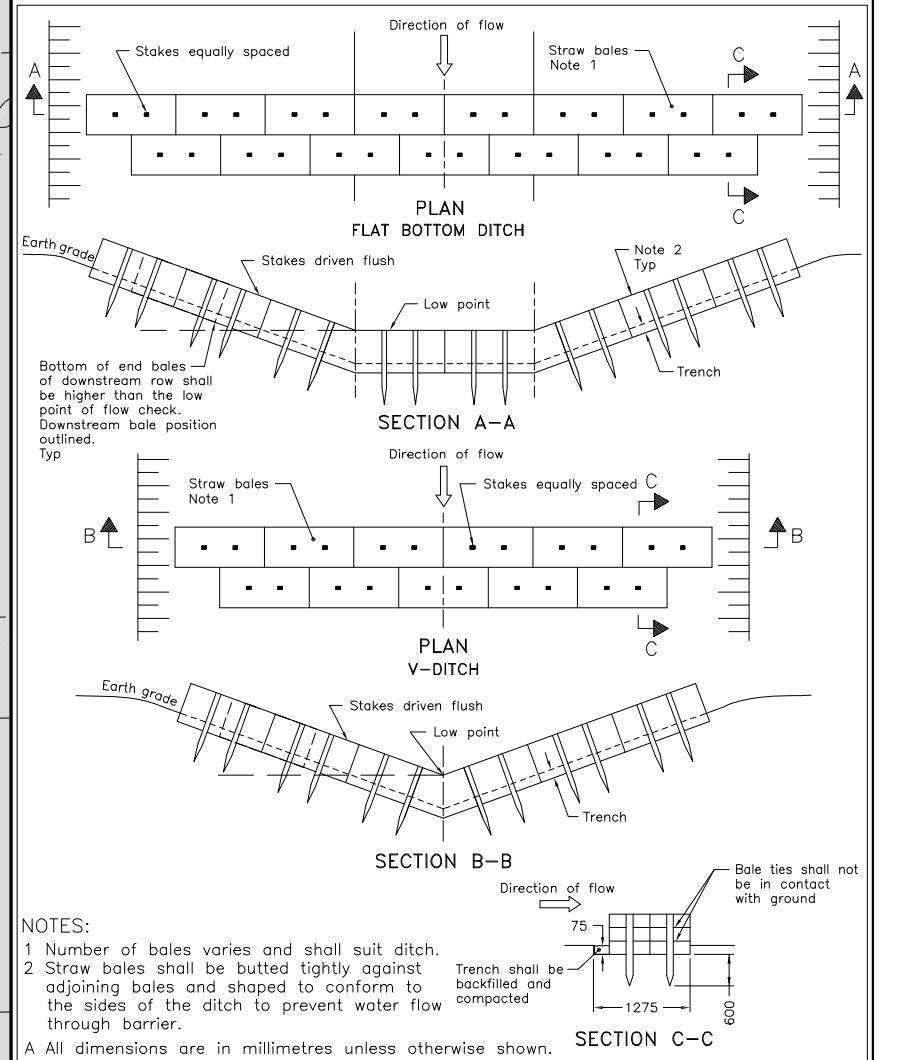 Direction of flow
Stakes equally spaced
Straw bales
Note 1
C
A
A
C
PLAN
FLAT BOTTOM DITCH
Earth grade
Stakes driven flush
Note 2
Typ
Low point
Bottom of end bales
of downstream row shall
be higher than the low
point of flow check.
Downstream bale position
outlined.
Typ
Trench
SECTION A-A
Direction of flow
Straw bales
Note 1
Stakes equally spaced
C
B
B
C
PLAN
V-DITCH
Earth grade
Stakes driven flush
Low point
Trench
SECTION B-B
Bale ties shall not
be in contact
with ground
Direction of flow
75
Trench shall be
backfilled and
compacted
1275
600
SECTION C-C
NOTES:
1 Number of bales varies and shall suit ditch.
2 Straw bales shall be butted tightly against
adjoining bales and shaped to conform to
the sides of the ditch to prevent water flow
through barrier.
A All dimensions are in millimetres unless otherwise shown.